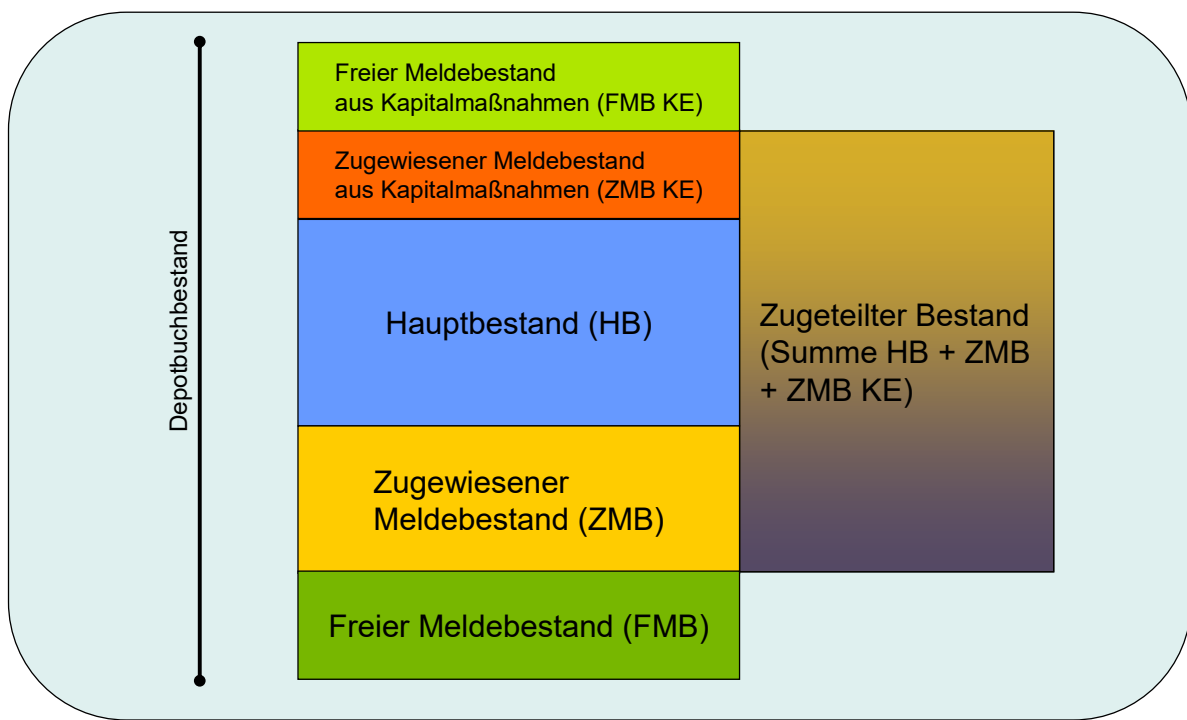 Freier Meldebestand
aus Kapitalmaßnahmen (FMB KE)
Zugewiesener Meldebestand
aus Kapitalmaßnahmen (ZMB KE)
Depotbuchbestand
Hauptbestand (HB)
Zugeteilter Bestand
(Summe HB + ZMB
+ ZMB KE)
Zugewiesener
Meldebestand (ZMB)
Freier Meldebestand (FMB)